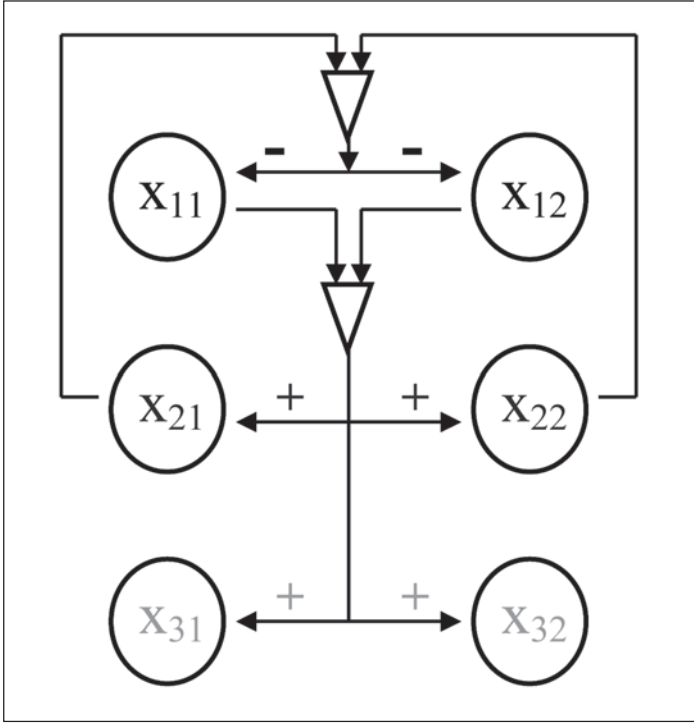 - -
x11 x12
+ +
x21 x22
+ +
x31 x32